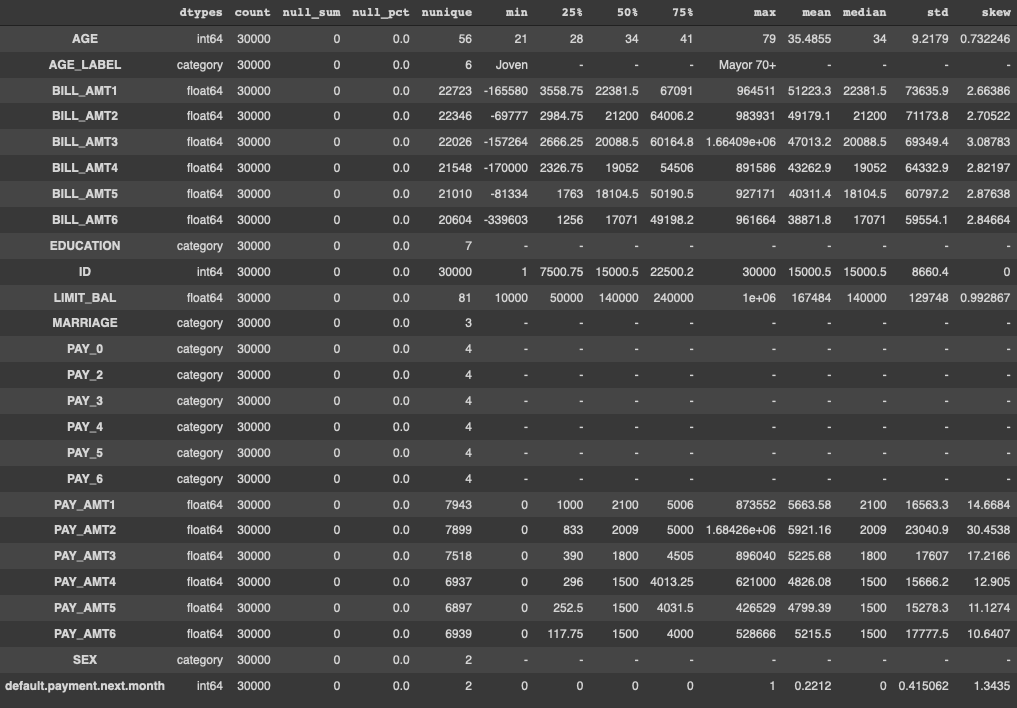 dtypes count null_sum null_pct nunique min 25% 50% 75% max mean median std skew
AGE int64 30000 0 0.0 56 21 28 34 41 79 35.4855 34 9.2179 0.732246
AGE_LABEL category 30000 0 0.0 6 Joven - - - Mayor 70+ - - - -
BILL_AMT1 float64 30000 0 0.0 22723 -165580 3558.75 22381.5 67091 964511 51223.3 22381.5 73635.9 2.66386
BILL_AMT2 float64 30000 0 0.0 22346 -69777 2984.75 21200 64006.2 983931 49179.1 21200 71173.8 2.70522
BILL_AMT3 float64 30000 0 0.0 22026 -157264 2666.25 20088.5 60164.8 1.66409e+06 47013.2 20088.5 69349.4 3.08783
BILL_AMT4 float64 30000 0 0.0 21548 -170000 2326.75 19052 54506 891586 43262.9 19052 64332.9 2.82197
BILL_AMT5 float64 30000 0 0.0 21010 -81334 1763 18104.5 50190.5 927171 40311.4 18104.5 60797.2 2.87638
BILL_AMT6 float64 30000 0 0.0 20604 -339603 1256 17071 49198.2 961664 38871.8 17071 59554.1 2.84664
EDUCATION category 30000 0 0.0 7 - - - - - - - - -
ID int64 30000 0 0.0 30000 1 7500.75 15000.5 22500.2 30000 15000.5 15000.5 8660.4 0
LIMIT_BAL float64 30000 0 0.0 81 10000 50000 140000 240000 1e+06 167484 140000 129748 0.992867
MARRIAGE category 30000 0 0.0 3 - - - - - - - - -
PAY_0 category 30000 0 0.0 4 - - - - - - - - -
PAY_2 category 30000 0 0.0 4 - - - - - - - - -
PAY_3 category 30000 0 0.0 4 - - - - - - - - -
PAY_4 category 30000 0 0.0 4 - - - - - - - - -
PAY_5 category 30000 0 0.0 4 - - - - - - - - -
PAY_6 category 30000 0 0.0 4 - - - - - - - - -
PAY_AMT1 float64 30000 0 0.0 7943 0 1000 2100 5006 873552 5663.58 2100 16563.3 14.6684
PAY_AMT2 float64 30000 0 0.0 7899 0 833 2009 5000 1.68426e+06 5921.16 2009 23040.9 30.4538
PAY_AMT3 float64 30000 0 0.0 7518 0 390 1800 4505 896040 5225.68 1800 17607 17.2166
PAY_AMT4 float64 30000 0 0.0 6937 0 296 1500 4013.25 621000 4826.08 1500 15666.2 12.905
PAY_AMT5 float64 30000 0 0.0 6897 0 252.5 1500 4031.5 426529 4799.39 1500 15278.3 11.1274
PAY_AMT6 float64 30000 0 0.0 6939 0 117.75 1500 4000 528666 5215.5 1500 17777.5 10.6407
SEX category 30000 0 0.0 2 - - - - - - - - -
default.payment.next.month int64 30000 0 0.0 2 0 0 0 0 1 0.2212 0 0.415062 1.3435